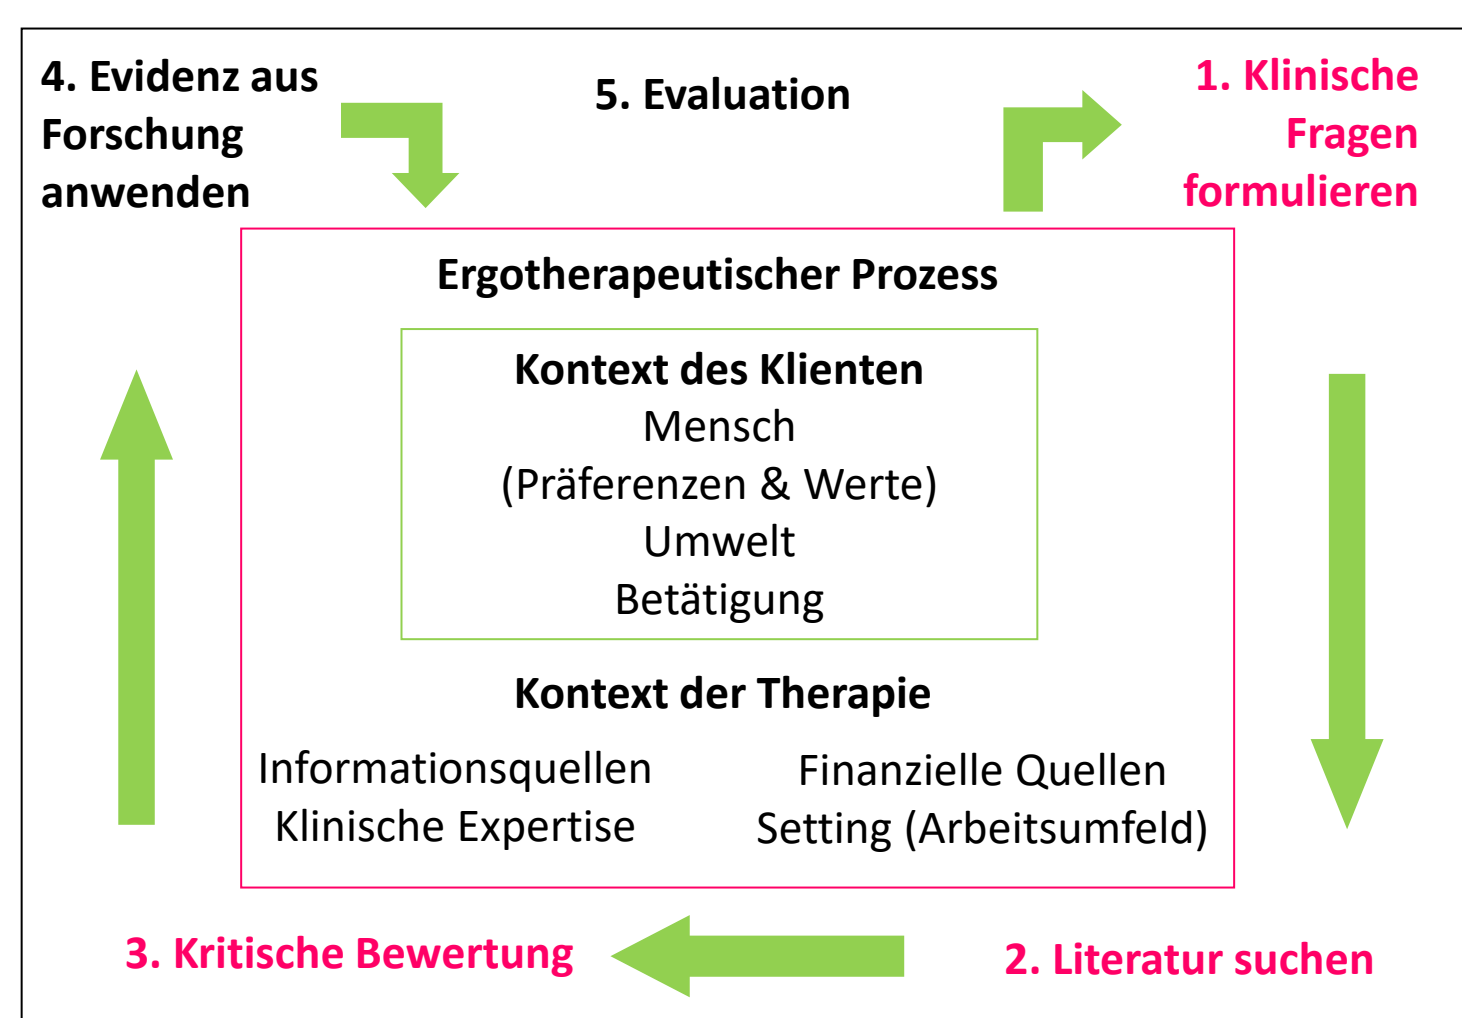 4. Evidenz aus
Forschung
anwenden
5. Evaluation
1. Klinische
Fragen
formulieren
Ergotherapeutischer Prozess
Kontext des Klienten
Mensch
(Präferenzen & Werte)
Umwelt
Betätigung
Kontext der Therapie
Informationsquellen
Klinische Expertise
Finanzielle Quellen
Setting (Arbeitsumfeld)
3. Kritische Bewertung
2. Literatur suchen